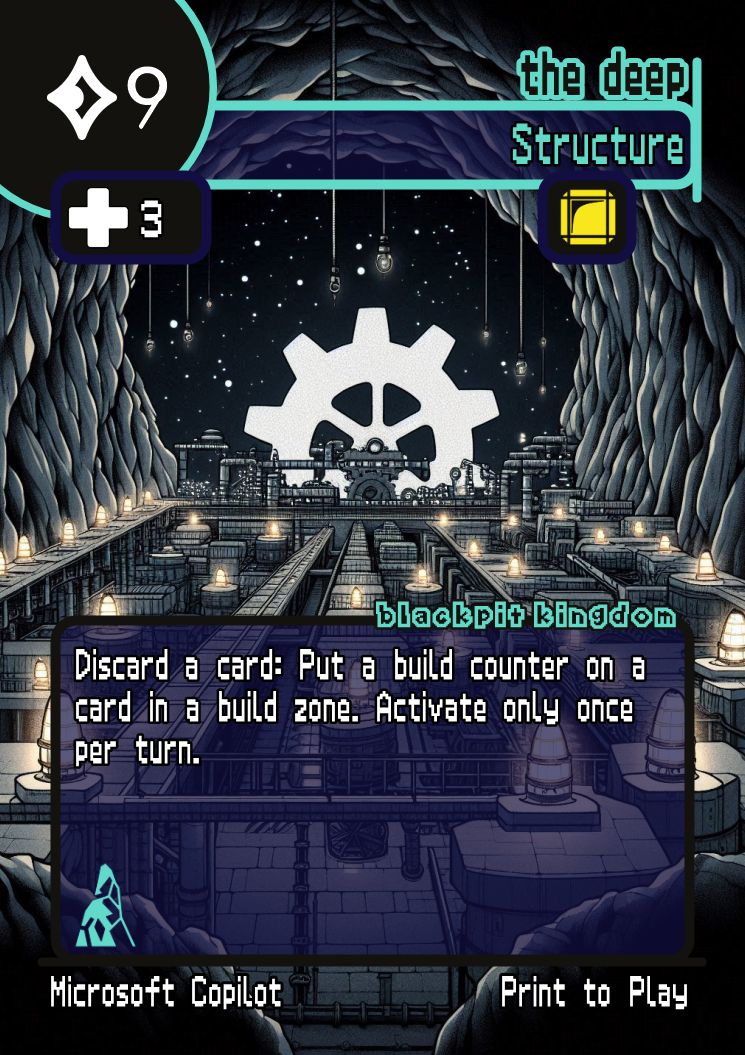 9
the deep
Structure
3
blackpit kingdom
Discard a card: Put a build counter on a
card in a build zone. Activate only once
per turn.
Microsoft Copilot
Print to Play